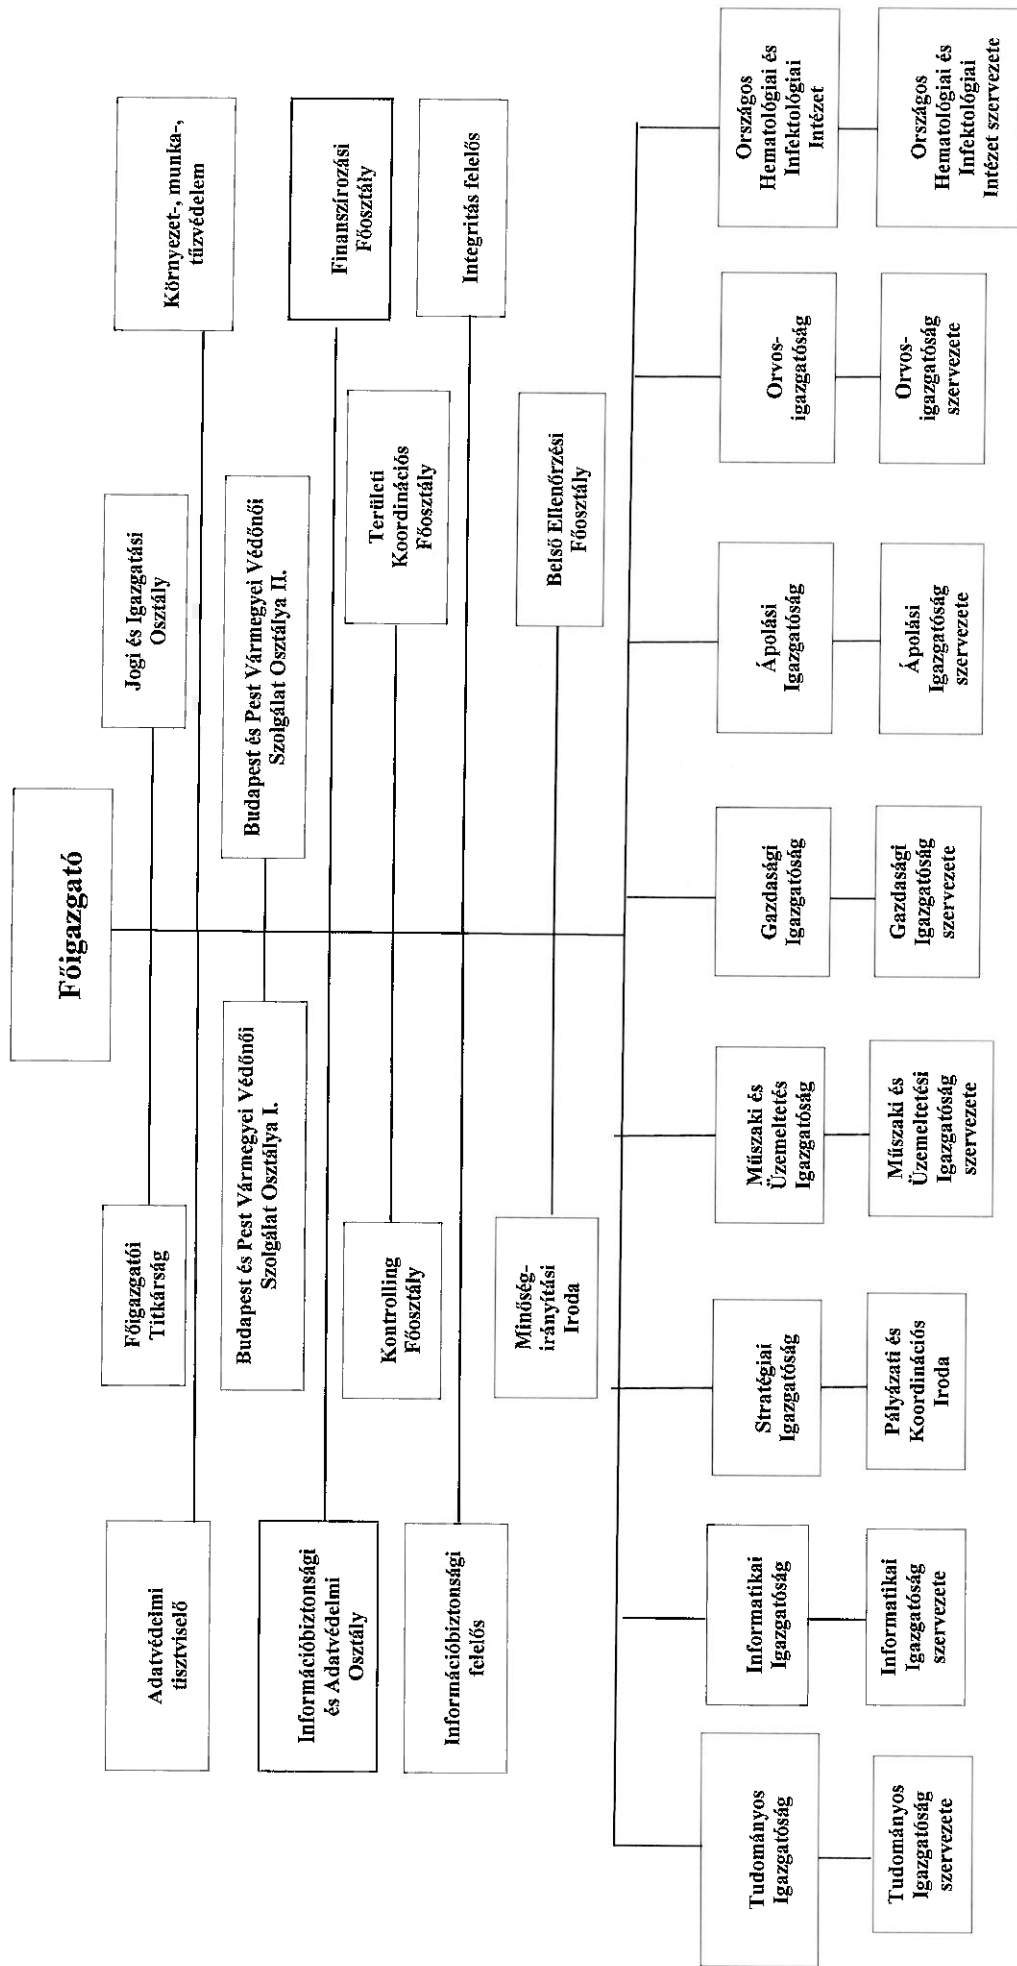 Főigazgató
Főigazgatói
Titkárság
Jogi és Igazgatási
Osztály
Adatvédelmi
tisztviselő
Környezet-, munka-,
tűzvédelem
Budapest és Pest Vármegyei Védőnői
Szolgálat Osztálya I.
Budapest és Pest Vármegyei Védőnői
Szolgálat Osztálya II.
Információbiztonsági
és Adatvédelmi
Osztály
Finanszírozási
Főosztály
Kontrolling
Főosztály
Területi
Koordinációs
Főosztály
Információbiztonsági
felelős
Integritás felelős
Minőség-
irányítási
Iroda
Belső Ellenőrzési
Főosztály
Tudományos
Igazgatóság
Informatikai
Igazgatóság
Stratégiai
Igazgatóság
Műszaki és
Üzemeltetés
Igazgatóság
Gazdasági
Igazgatóság
Ápolási
Igazgatóság
Orvos-
igazgatóság
Országos
Hematológiai és
Infektológiai
Intézet
Tudományos
Igazgatóság
szervezete
Informatikai
Igazgatóság
szervezete
Pályázati és
Koordinációs
Iroda
Műszaki és
Üzemeltetési
Igazgatóság
szervezete
Gazdasági
Igazgatóság
szervezete
Ápolási
Igazgatóság
szervezete
Orvos-
igazgatóság
szervezete
Országos
Hematológiai és
Infektológiai
Intézet szervezete